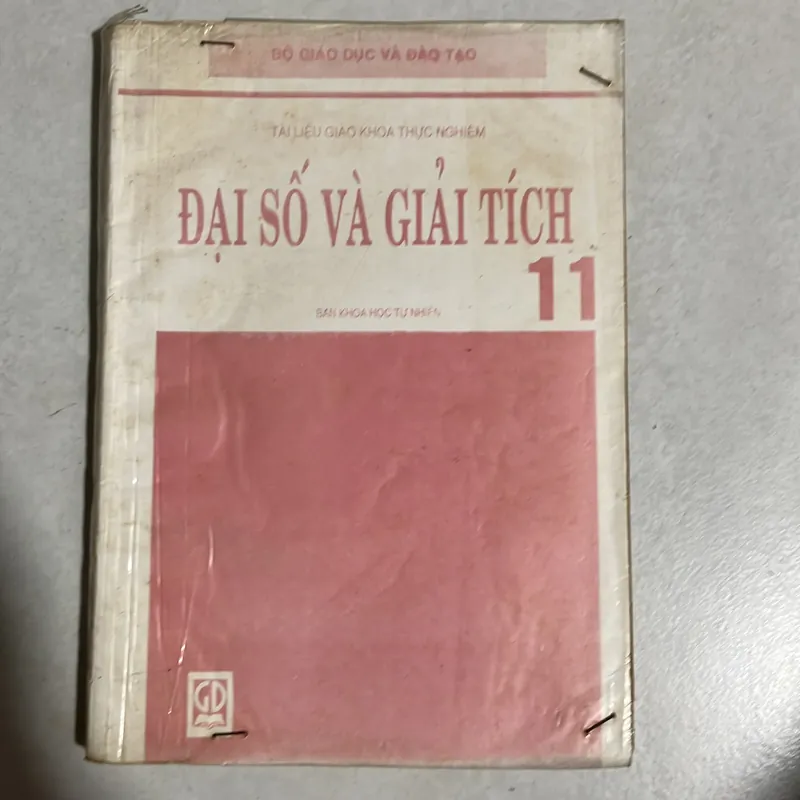 BỘ GIÁO DỤC VÀ ĐÀO TẠO
TÀI LIỆU GIÁO KHOA THỰC NGHIỆM
ĐẠI SỐ VÀ GIẢI TÍCH
11
BAN KHOA HỌC TỰ NHIÊN
GD